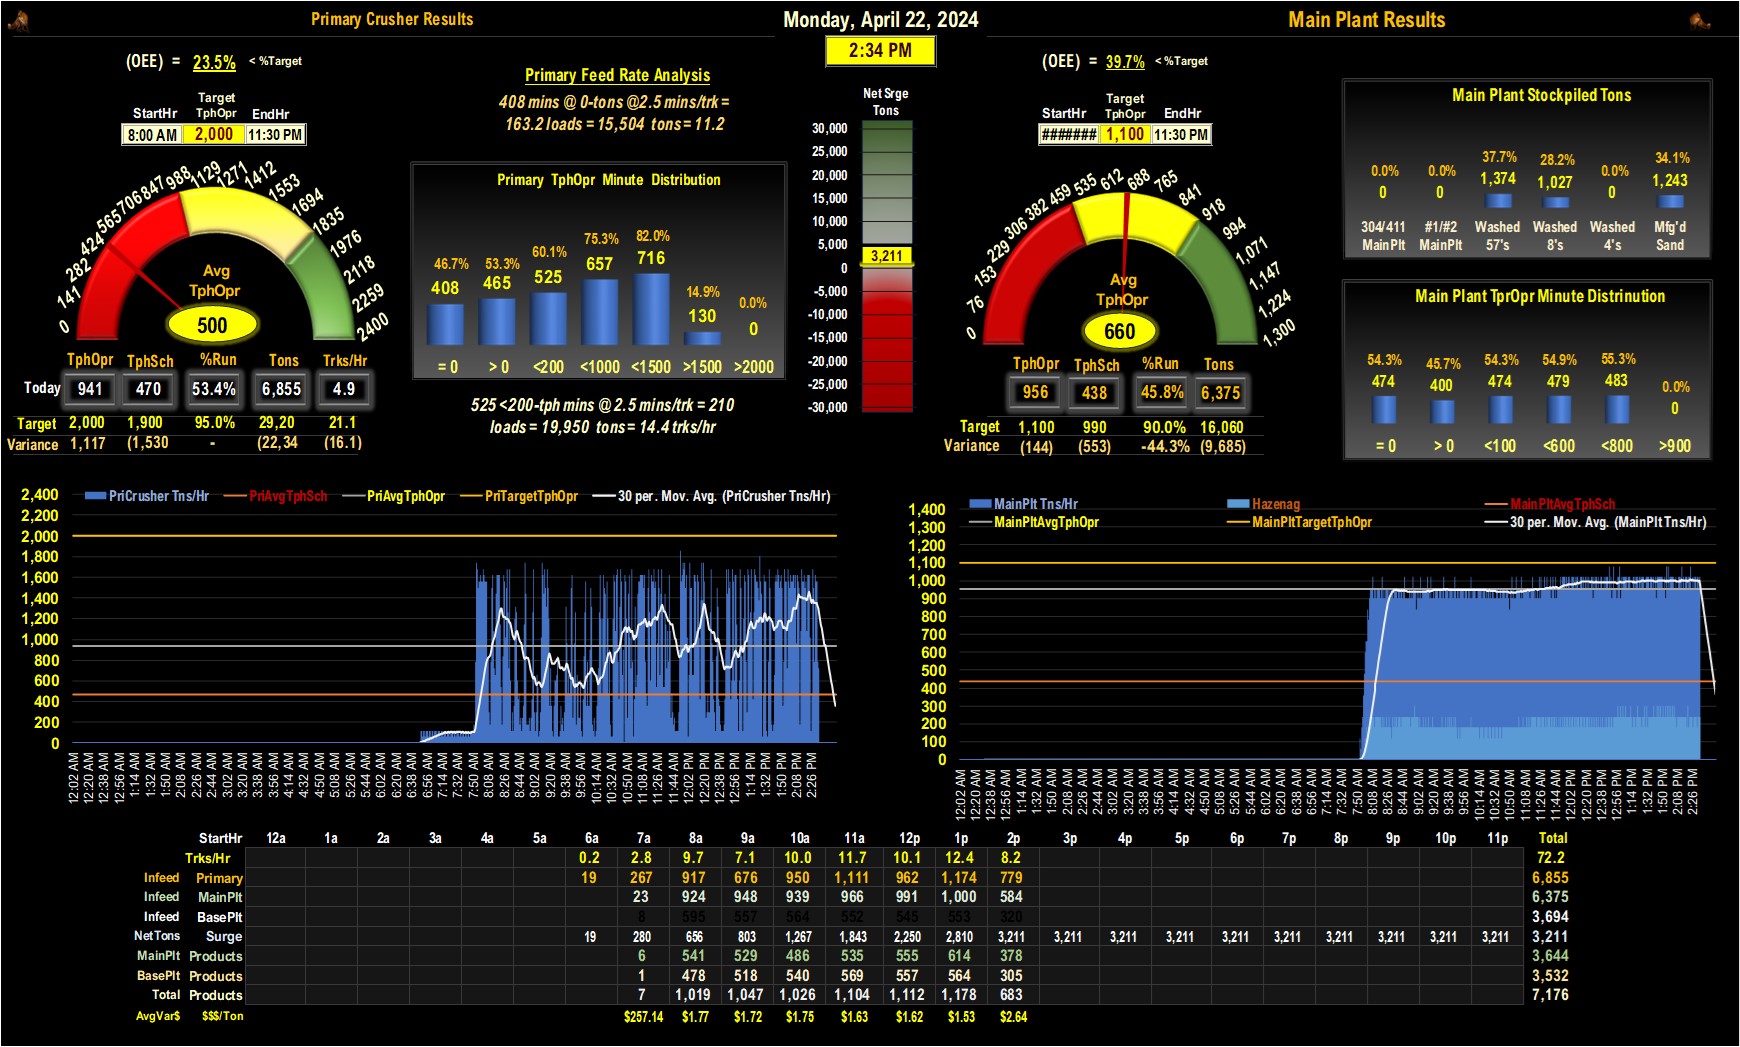 Primary Crusher Results
Monday, April 22, 2024
Main Plant Results
2:34 PM
(OEE) = 23.5% < %Target
StartHr Target TphOpr EndHr
8:00 AM 2,000 11:30 PM
0 141 282 424 565 706 847 988 1129 1271 1412 1553 1694 1835 1976 2118 2259 2400
Avg
TphOpr
500
TphOpr TphSch %Run Tons Trks/Hr
Today 941 470 53.4% 6,855 4.9
Target 2,000 1,900 95.0% 29,20 21.1
Variance 1,117 (1,530 - (22,34 (16.1)
Primary Feed Rate Analysis
408 mins @ 0-tons @2.5 mins/trk =
163.2 loads = 15,504 tons = 11.2
Primary TphOpr Minute Distribution
46.7% 53.3% 60.1% 75.3% 82.0% 14.9% 0.0%
408 465 525 657 716 130 0
= 0 > 0 <200 <1000 <1500 >1500 >2000
525 <200-tph mins @ 2.5 mins/trk = 210
loads = 19,950 tons = 14.4 trks/hr
Net Srge
Tons
30,000
25,000
20,000
15,000
10,000
5,000
3,211
0
-5,000
-10,000
-15,000
-20,000
-25,000
-30,000
(OEE) = 39.7% < %Target
StartHr Target TphOpr EndHr
####### 1,100 11:30 PM
0 76 153 229 306 382 459 535 612 688 765 841 918 994 1,071 1,147 1,224 1,300
Avg
TphOpr
660
TphOpr TphSch %Run Tons
956 438 45.8% 6,375
Target 1,100 990 90.0% 16,060
Variance (144) (553) -44.3% (9,685)
Main Plant Stockpiled Tons
0.0% 0.0% 37.7% 28.2% 0.0% 34.1%
0 0 1,374 1,027 0 1,243
304/411 #1/#2 Washed Washed Washed Mfg'd
MainPlt MainPlt 57's 8's 4's Sand
Main Plant TprOpr Minute Distrinution
54.3% 45.7% 54.3% 54.9% 55.3% 0.0%
474 400 474 479 483 0
= 0 > 0 <100 <600 <800 >900
PriCrusher Tns/Hr PriAvgTphSch PriAvgTphOpr PriTargetTphOpr 30 per. Mov. Avg. (PriCrusher Tns/Hr)
2,400
2,200
2,000
1,800
1,600
1,400
1,200
1,000
800
600
400
200
0
12:02 AM 12:20 AM 12:38 AM 12:56 AM 1:14 AM 1:32 AM 1:50 AM 2:08 AM 2:26 AM 2:44 AM 3:02 AM 3:20 AM 3:38 AM 3:56 AM 4:14 AM 4:32 AM 4:50 AM 5:08 AM 5:26 AM 5:44 AM 6:02 AM 6:20 AM 6:38 AM 6:56 AM 7:14 AM 7:32 AM 7:50 AM 8:08 AM 8:26 AM 8:44 AM 9:02 AM 9:20 AM 9:38 AM 9:56 AM 10:14 AM 10:32 AM 10:50 AM 11:08 AM 11:26 AM 11:44 AM 12:02 PM 12:20 PM 12:38 PM 12:56 PM 1:14 PM 1:32 PM 1:50 PM 2:08 PM 2:26 PM
MainPlt Tns/Hr Hazenag MainPltAvgTphSch
MainPltAvgTphOpr MainPltTargetTphOpr 30 per. Mov. Avg. (MainPlt Tns/Hr)
1,400
1,300
1,200
1,100
1,000
900
800
700
600
500
400
300
200
100
0
12:02 AM 12:20 AM 12:38 AM 12:56 AM 1:14 AM 1:32 AM 1:50 AM 2:08 AM 2:26 AM 2:44 AM 3:02 AM 3:20 AM 3:38 AM 3:56 AM 4:14 AM 4:32 AM 4:50 AM 5:08 AM 5:26 AM 5:44 AM 6:02 AM 6:20 AM 6:38 AM 6:56 AM 7:14 AM 7:32 AM 7:50 AM 8:08 AM 8:26 AM 8:44 AM 9:02 AM 9:20 AM 9:38 AM 9:56 AM 10:14 AM 10:32 AM 10:50 AM 11:08 AM 11:26 AM 11:44 AM 12:02 PM 12:20 PM 12:38 PM 12:56 PM 1:14 PM 1:32 PM 1:50 PM 2:08 PM 2:26 PM
StartHr 12a 1a 2a 3a 4a 5a 6a 7a 8a 9a 10a 11a 12p 1p 2p 3p 4p 5p 6p 7p 8p 9p 10p 11p Total
Trks/Hr 0.2 2.8 9.7 7.1 10.0 11.7 10.1 12.4 8.2 72.2
Infeed Primary 19 267 917 676 950 1,111 962 1,174 779 6,855
Infeed MainPlt 23 924 948 939 966 991 1,000 584 6,375
Infeed BasePlt 8 595 557 564 552 545 553 320 3,694
NetTons Surge 19 280 656 803 1,267 1,843 2,250 2,810 3,211 3,211 3,211 3,211 3,211 3,211 3,211 3,211 3,211 3,211 3,211
MainPlt Products 6 541 529 486 535 555 614 378 3,644
BasePlt Products 1 478 518 540 569 557 564 305 3,532
Total Products 7 1,019 1,047 1,026 1,104 1,112 1,178 683 7,176
AvgVar$ $$$/Ton $257.14 $1.77 $1.72 $1.75 $1.63 $1.62 $1.53 $2.64